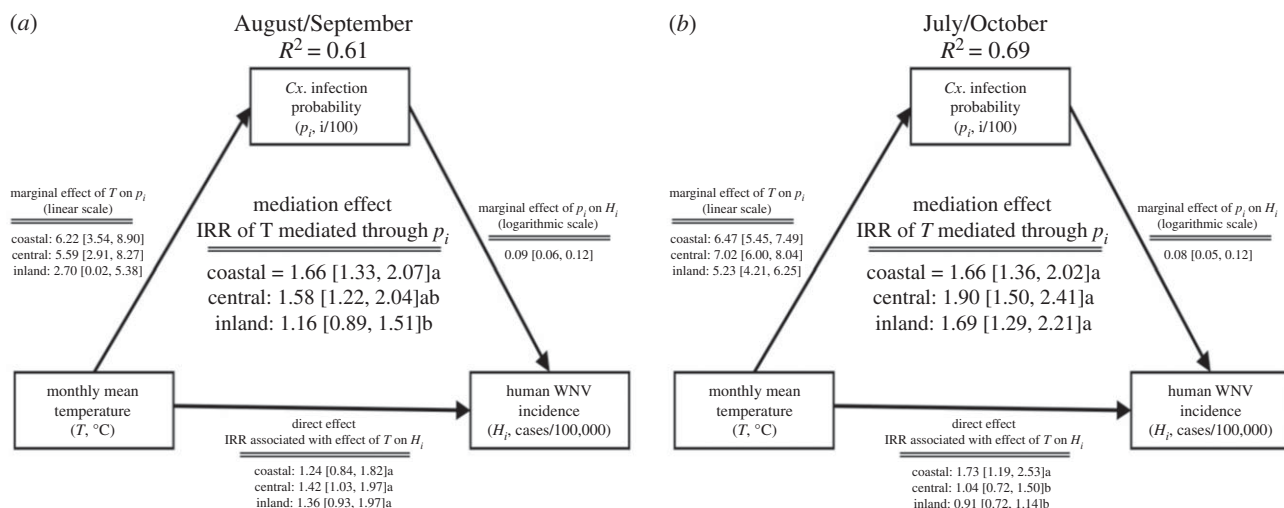 (a)
August/September
R² = 0.61
Cx. infection
probability
(pᵢ, i/100)
marginal effect of T on pᵢ
(linear scale)
coastal: 6.22 [3.54, 8.90]
central: 5.59 [2.91, 8.27]
inland: 2.70 [0.02, 5.38]
mediation effect
IRR of T mediated through pᵢ
coastal = 1.66 [1.33, 2.07]a
central: 1.58 [1.22, 2.04]ab
inland: 1.16 [0.89, 1.51]b
marginal effect of pᵢ on Hᵢ
(logarithmic scale)
0.09 [0.06, 0.12]
monthly mean
temperature
(T, °C)
human WNV
incidence
(Hᵢ, cases/100,000)
direct effect
IRR associated with effect of T on Hᵢ
coastal: 1.24 [0.84, 1.82]a
central: 1.42 [1.03, 1.97]a
inland: 1.36 [0.93, 1.97]a
(b)
July/October
R² = 0.69
Cx. infection
probability
(pᵢ, i/100)
marginal effect of T on pᵢ
(linear scale)
coastal: 6.47 [5.45, 7.49]
central: 7.02 [6.00, 8.04]
inland: 5.23 [4.21, 6.25]
mediation effect
IRR of T mediated through pᵢ
coastal = 1.66 [1.36, 2.02]a
central: 1.90 [1.50, 2.41]a
inland: 1.69 [1.29, 2.21]a
marginal effect of pᵢ on Hᵢ
(logarithmic scale)
0.08 [0.05, 0.12]
monthly mean
temperature
(T, °C)
human WNV
incidence
(Hᵢ, cases/100,000)
direct effect
IRR associated with effect of T on Hᵢ
coastal: 1.73 [1.19, 2.53]a
central: 1.04 [0.72, 1.50]b
inland: 0.91 [0.72, 1.14]b